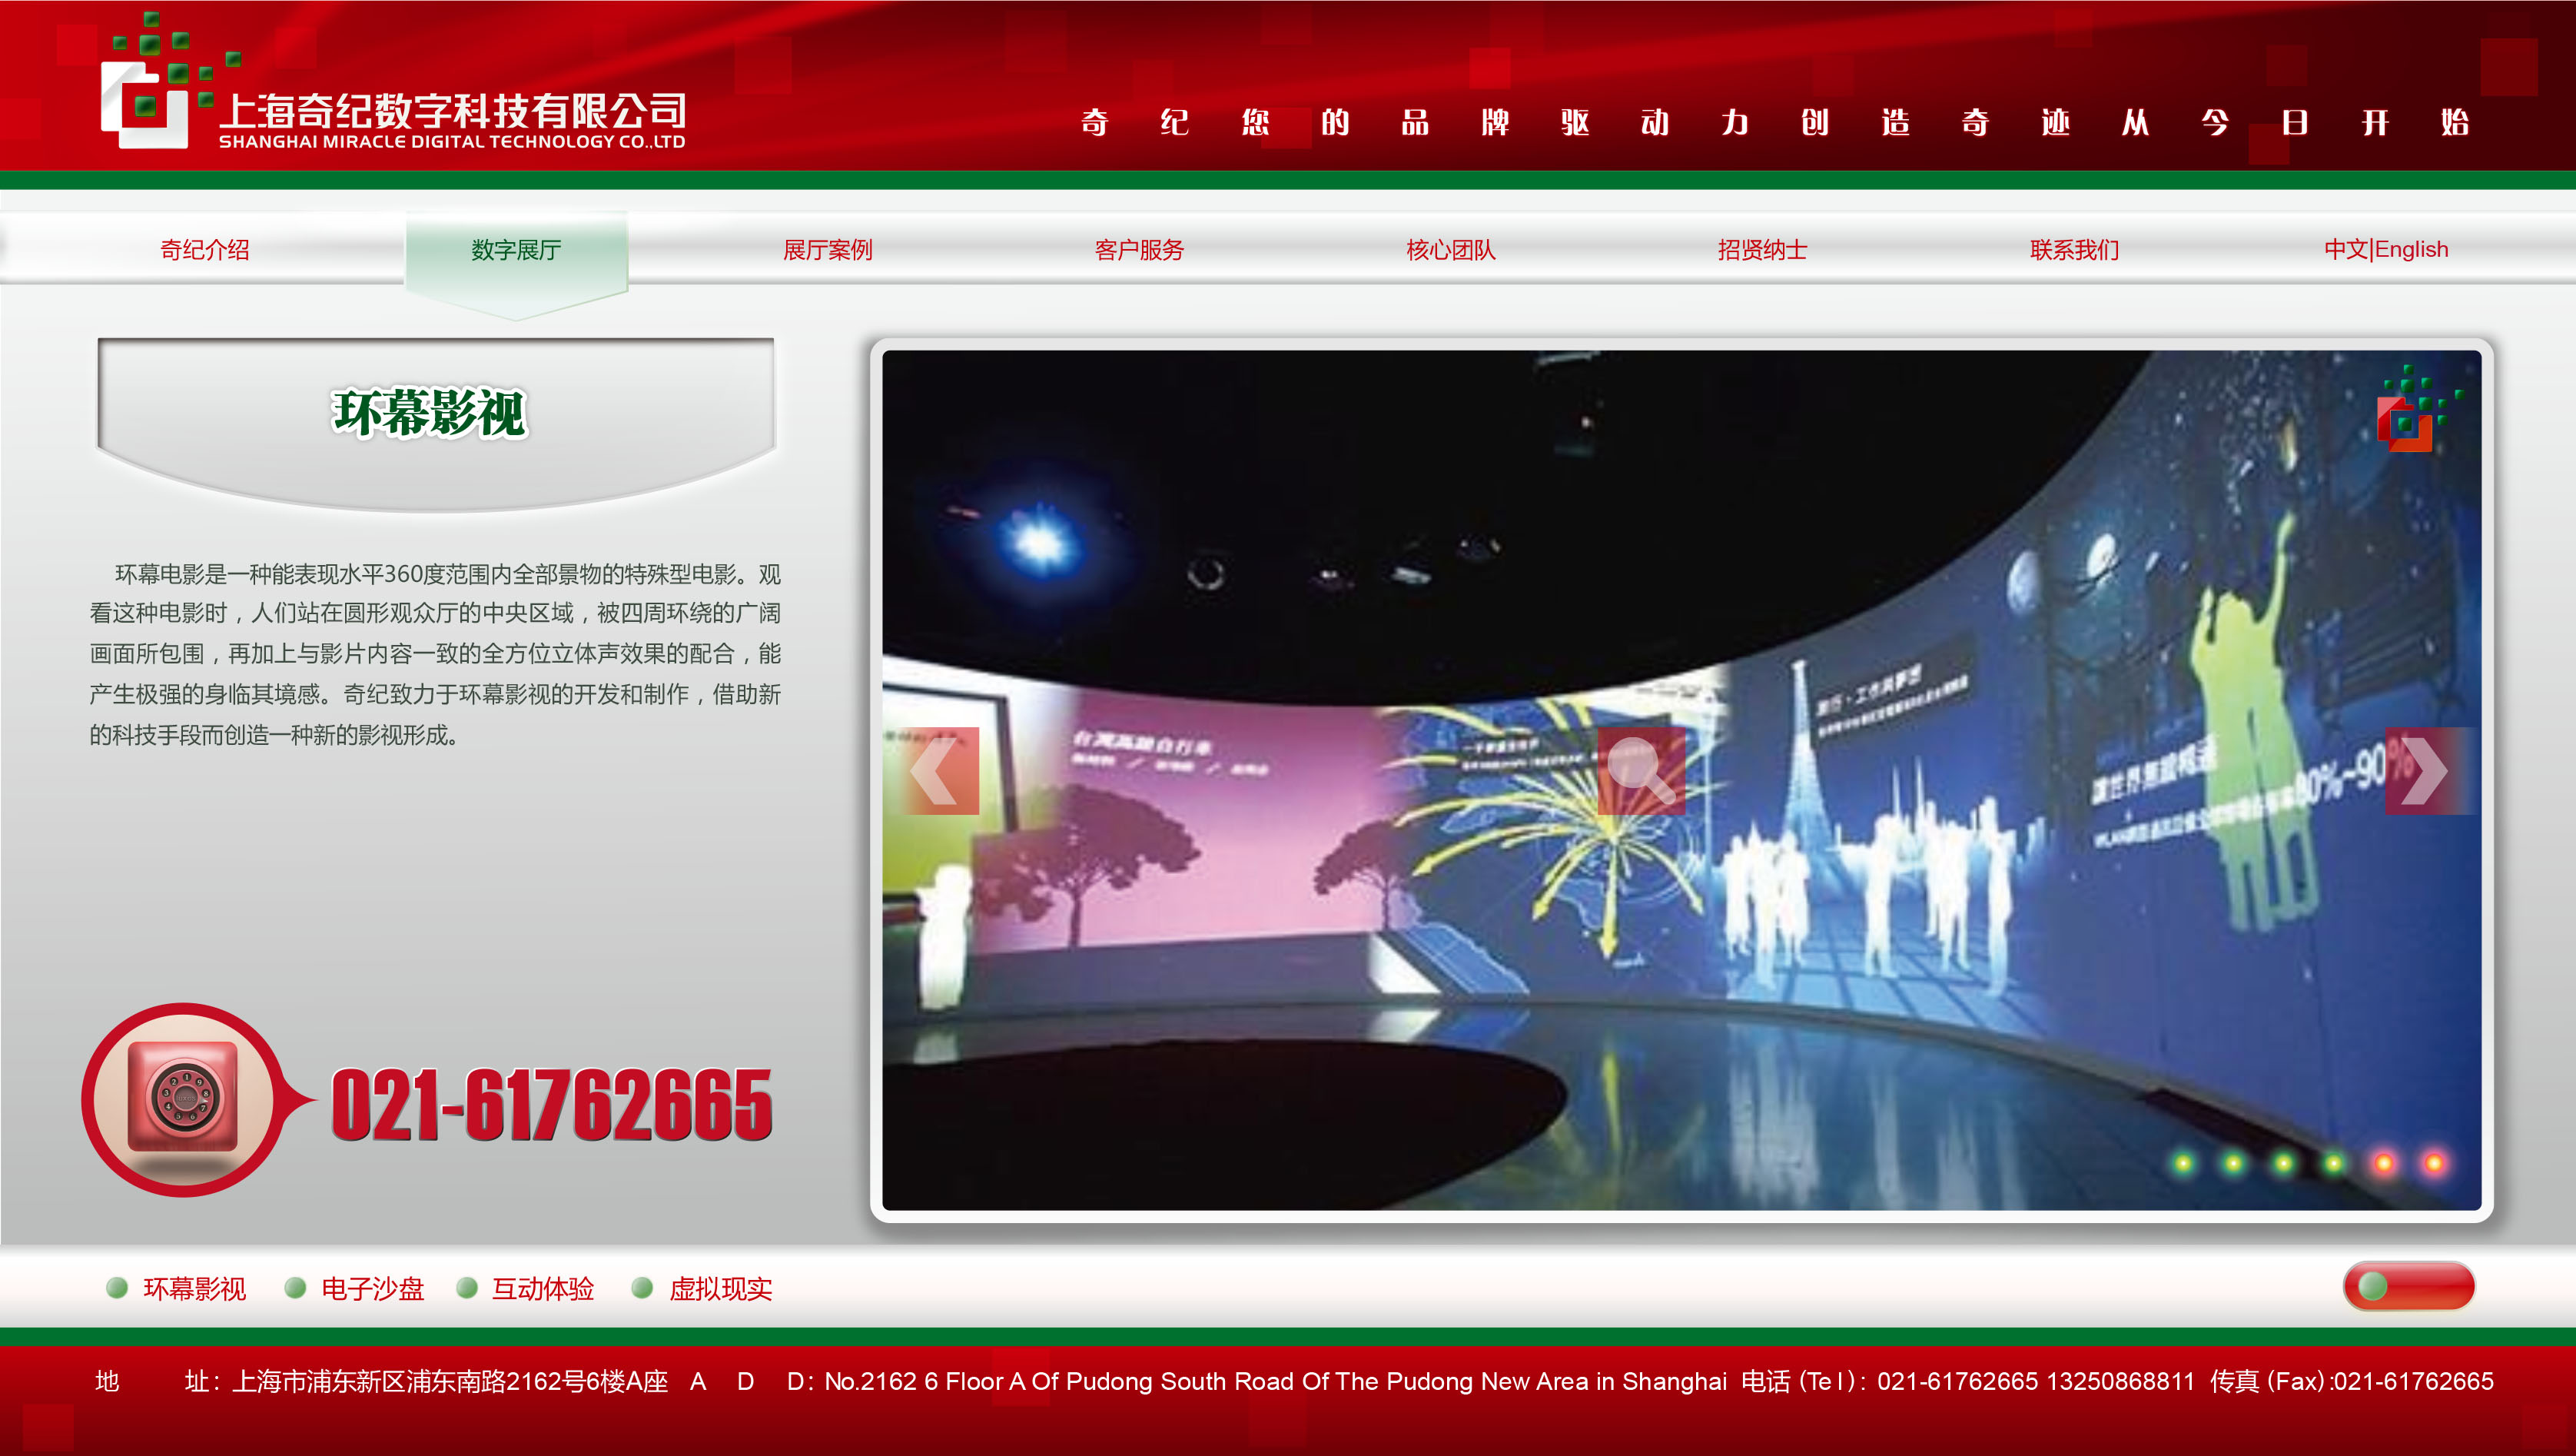 上海奇纪数字科技有限公司
SHANGHAI MIRACLE DIGITAL TECHNOLOGY CO.,LTD
奇纪您的品牌驱动力创造奇迹从今日开始
奇纪介绍 数字展厅 展厅案例 客户服务 核心团队 招贤纳士 联系我们 中文|English
环幕影视
环幕电影是一种能表现水平360度范围内全部景物的特殊型电影。观
看这种电影时，人们站在圆形观众厅的中央区域，被四周环绕的广阔
画面所包围，再加上与影片内容一致的全方位立体声效果的配合，能
产生极强的身临其境感。奇纪致力于环幕影视的开发和制作，借助新
的科技手段而创造一种新的影视形成。
台灣高雄自行車
80%~90%
021-61762665
环幕影视 电子沙盘 互动体验 虚拟现实
地 址: 上海市浦东新区浦东南路2162号6楼A座 A D D: No.2162 6 Floor A Of Pudong South Road Of The Pudong New Area in Shanghai 电话 (Tel): 021-61762665 13250868811 传真 (Fax):021-61762665